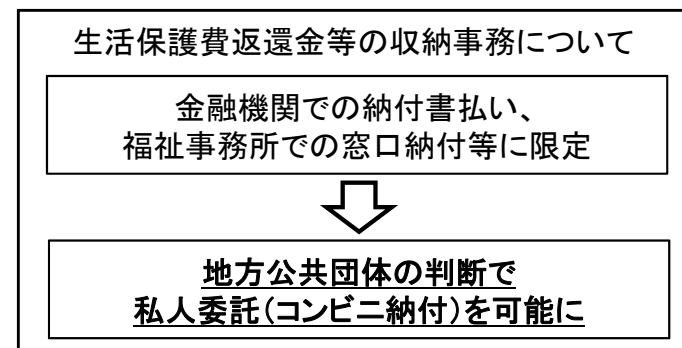 生活保護費返還金等の収納事務について
金融機関での納付書払い、
福祉事務所での窓口納付等に限定
地方公共団体の判断で
私人委託(コンビニ納付)を可能に